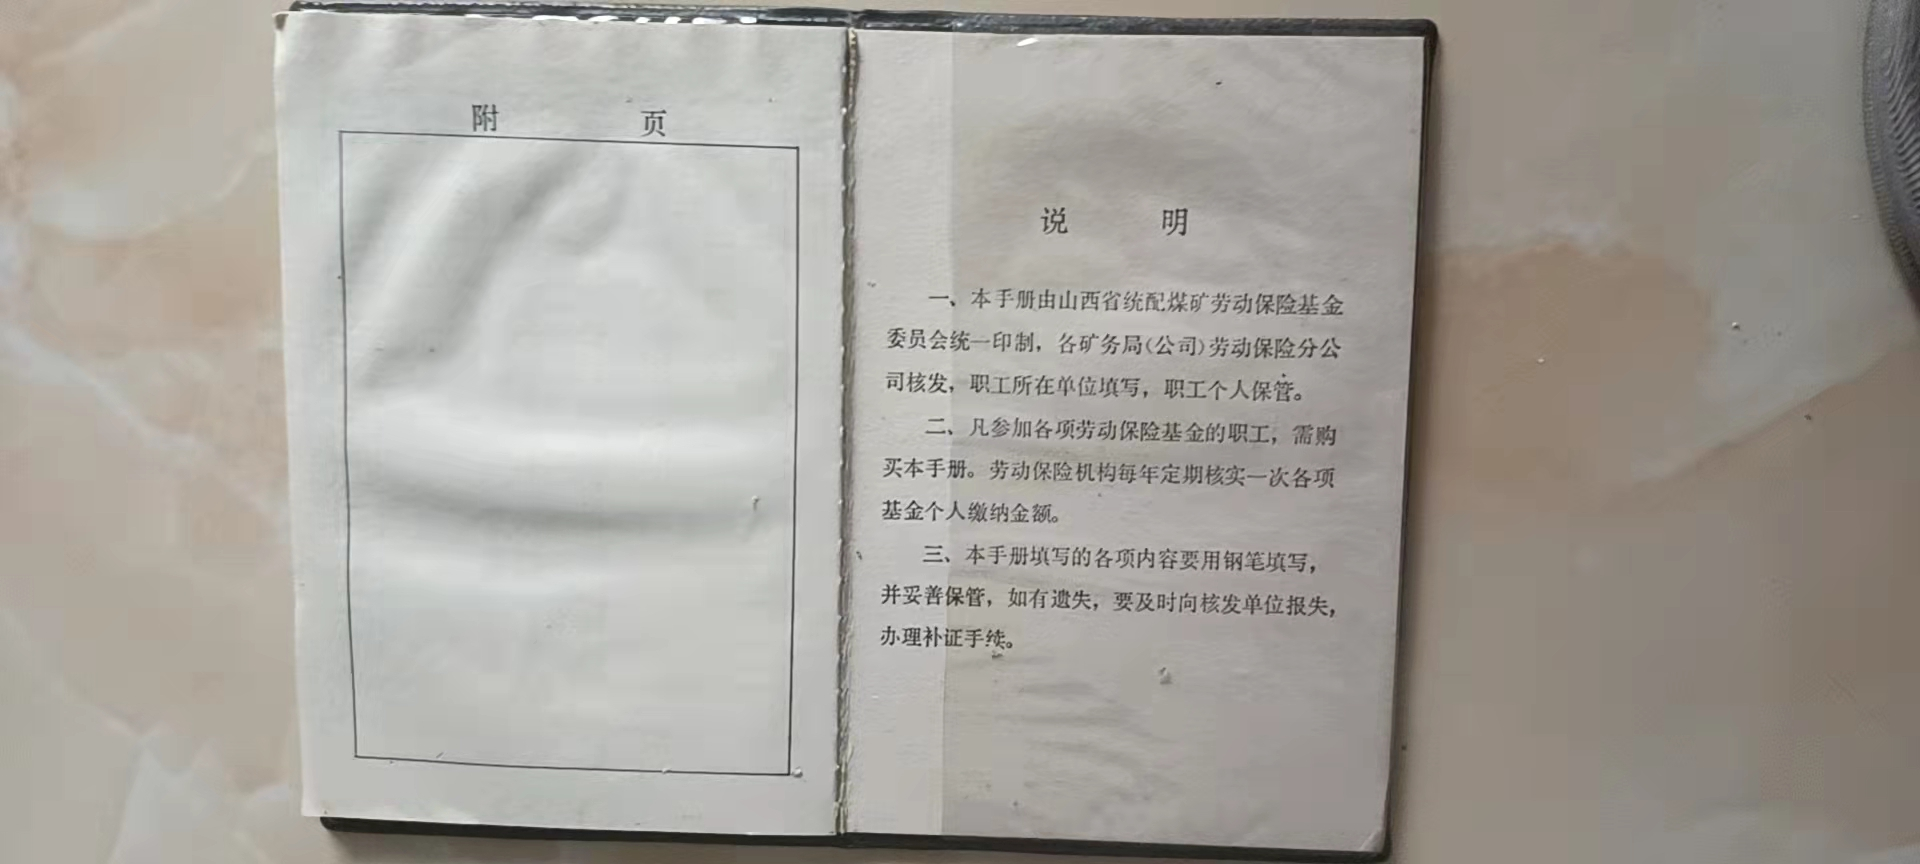 附 页
说 明
一、本手册由山西省统配煤矿劳动保险基金
委员会统一印制，各矿务局(公司)劳动保险分公
司核发，职工所在单位填写，职工个人保管。
二、凡参加各项劳动保险基金的职工，需购
买本手册。劳动保险机构每年定期核实一次各项
基金个人缴纳金额。
三、本手册填写的各项内容要用钢笔填写，
并妥善保管，如有遗失，要及时向核发单位报失，
办理补证手续。